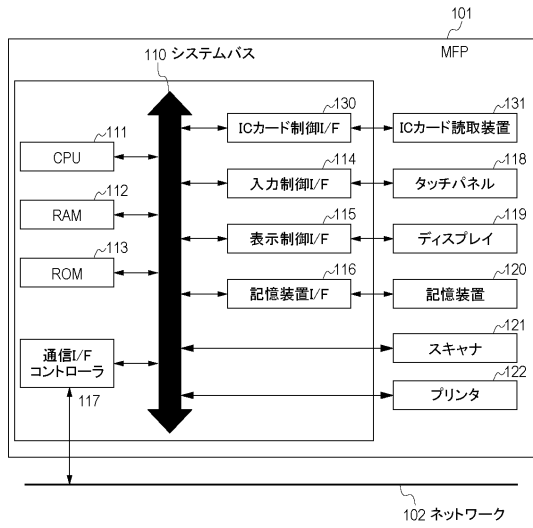 101
MFP
110 システムバス
130
ICカード制御I/F
131
ICカード読取装置
111
CPU
114
入力制御I/F
118
タッチパネル
112
RAM
115
表示制御I/F
119
ディスプレイ
113
ROM
116
記憶装置I/F
120
記憶装置
121
スキャナ
通信I/F
コントローラ
117
122
プリンタ
102 ネットワーク